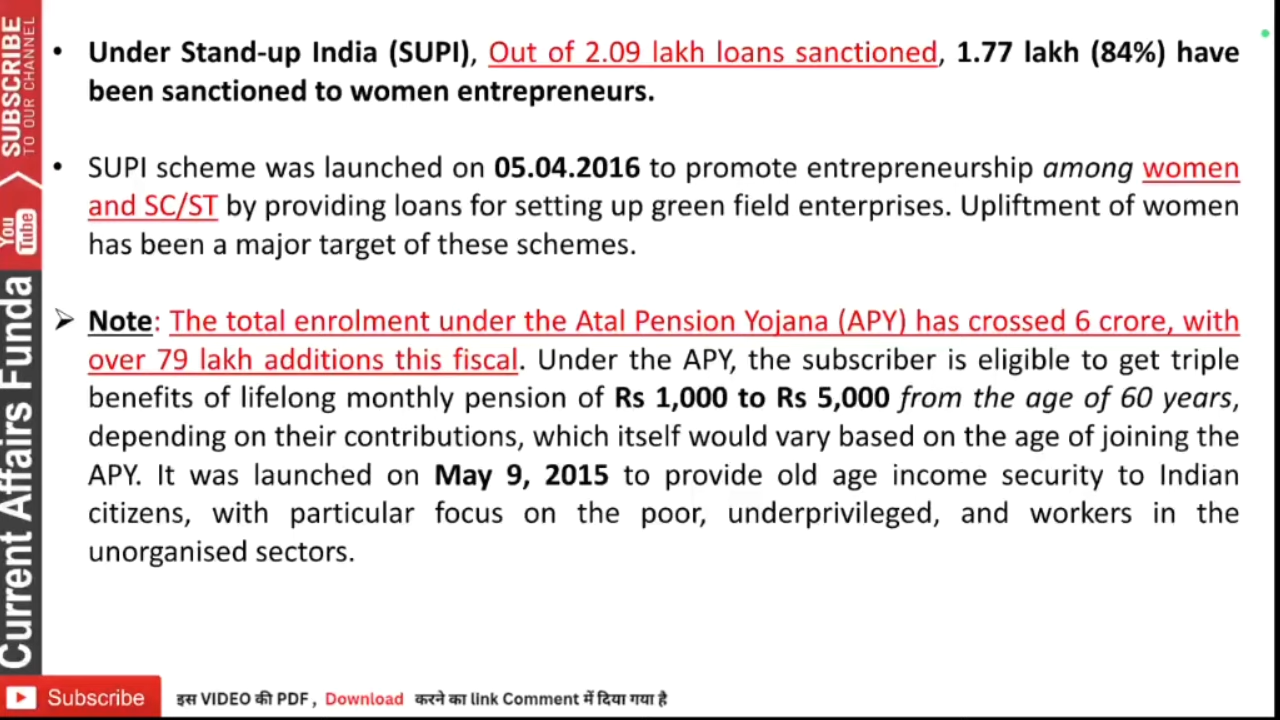 • Under Stand-up India (SUPI), Out of 2.09 lakh loans sanctioned, 1.77 lakh (84%) have
been sanctioned to women entrepreneurs.
• SUPI scheme was launched on 05.04.2016 to promote entrepreneurship among women
and SC/ST by providing loans for setting up green field enterprises. Upliftment of women
has been a major target of these schemes.
➢ Note: The total enrolment under the Atal Pension Yojana (APY) has crossed 6 crore, with
over 79 lakh additions this fiscal. Under the APY, the subscriber is eligible to get triple
benefits of lifelong monthly pension of Rs 1,000 to Rs 5,000 from the age of 60 years,
depending on their contributions, which itself would vary based on the age of joining the
APY. It was launched on May 9, 2015 to provide old age income security to Indian
citizens, with particular focus on the poor, underprivileged, and workers in the
unorganised sectors.
SUBSCRIBE
TO OUR CHANNEL
You
Tube
Current Affairs Funda
Subscribe
इस VIDEO की PDF , Download करने का link Comment में दिया गया है